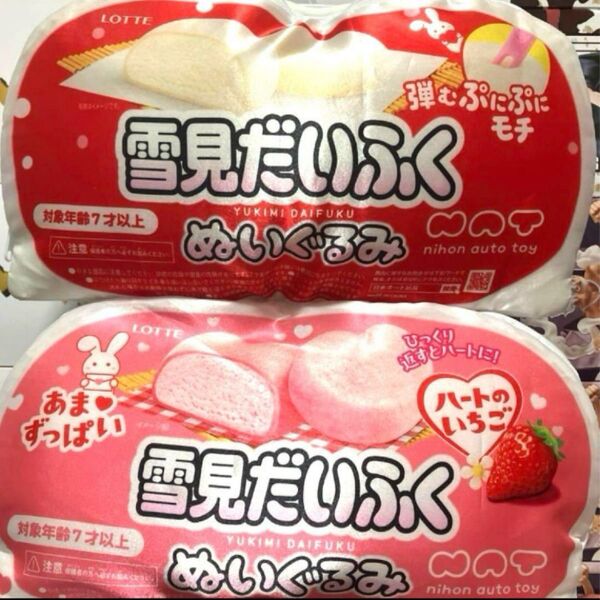 LOTTE
弾むぷにぷに
モチ
雪見だいふく
YUKIMI DAIFUKU
ぬいぐるみ
対象年齢7才以上
注意
NAT
nihon auto toy
LOTTE
あま♥
ずっぱい
びっくり
返すとハートに!
ハートの
いちご
雪見だいふく
YUKIMI DAIFUKU
ぬいぐるみ
対象年齢7才以上
注意
NAT
nihon auto toy